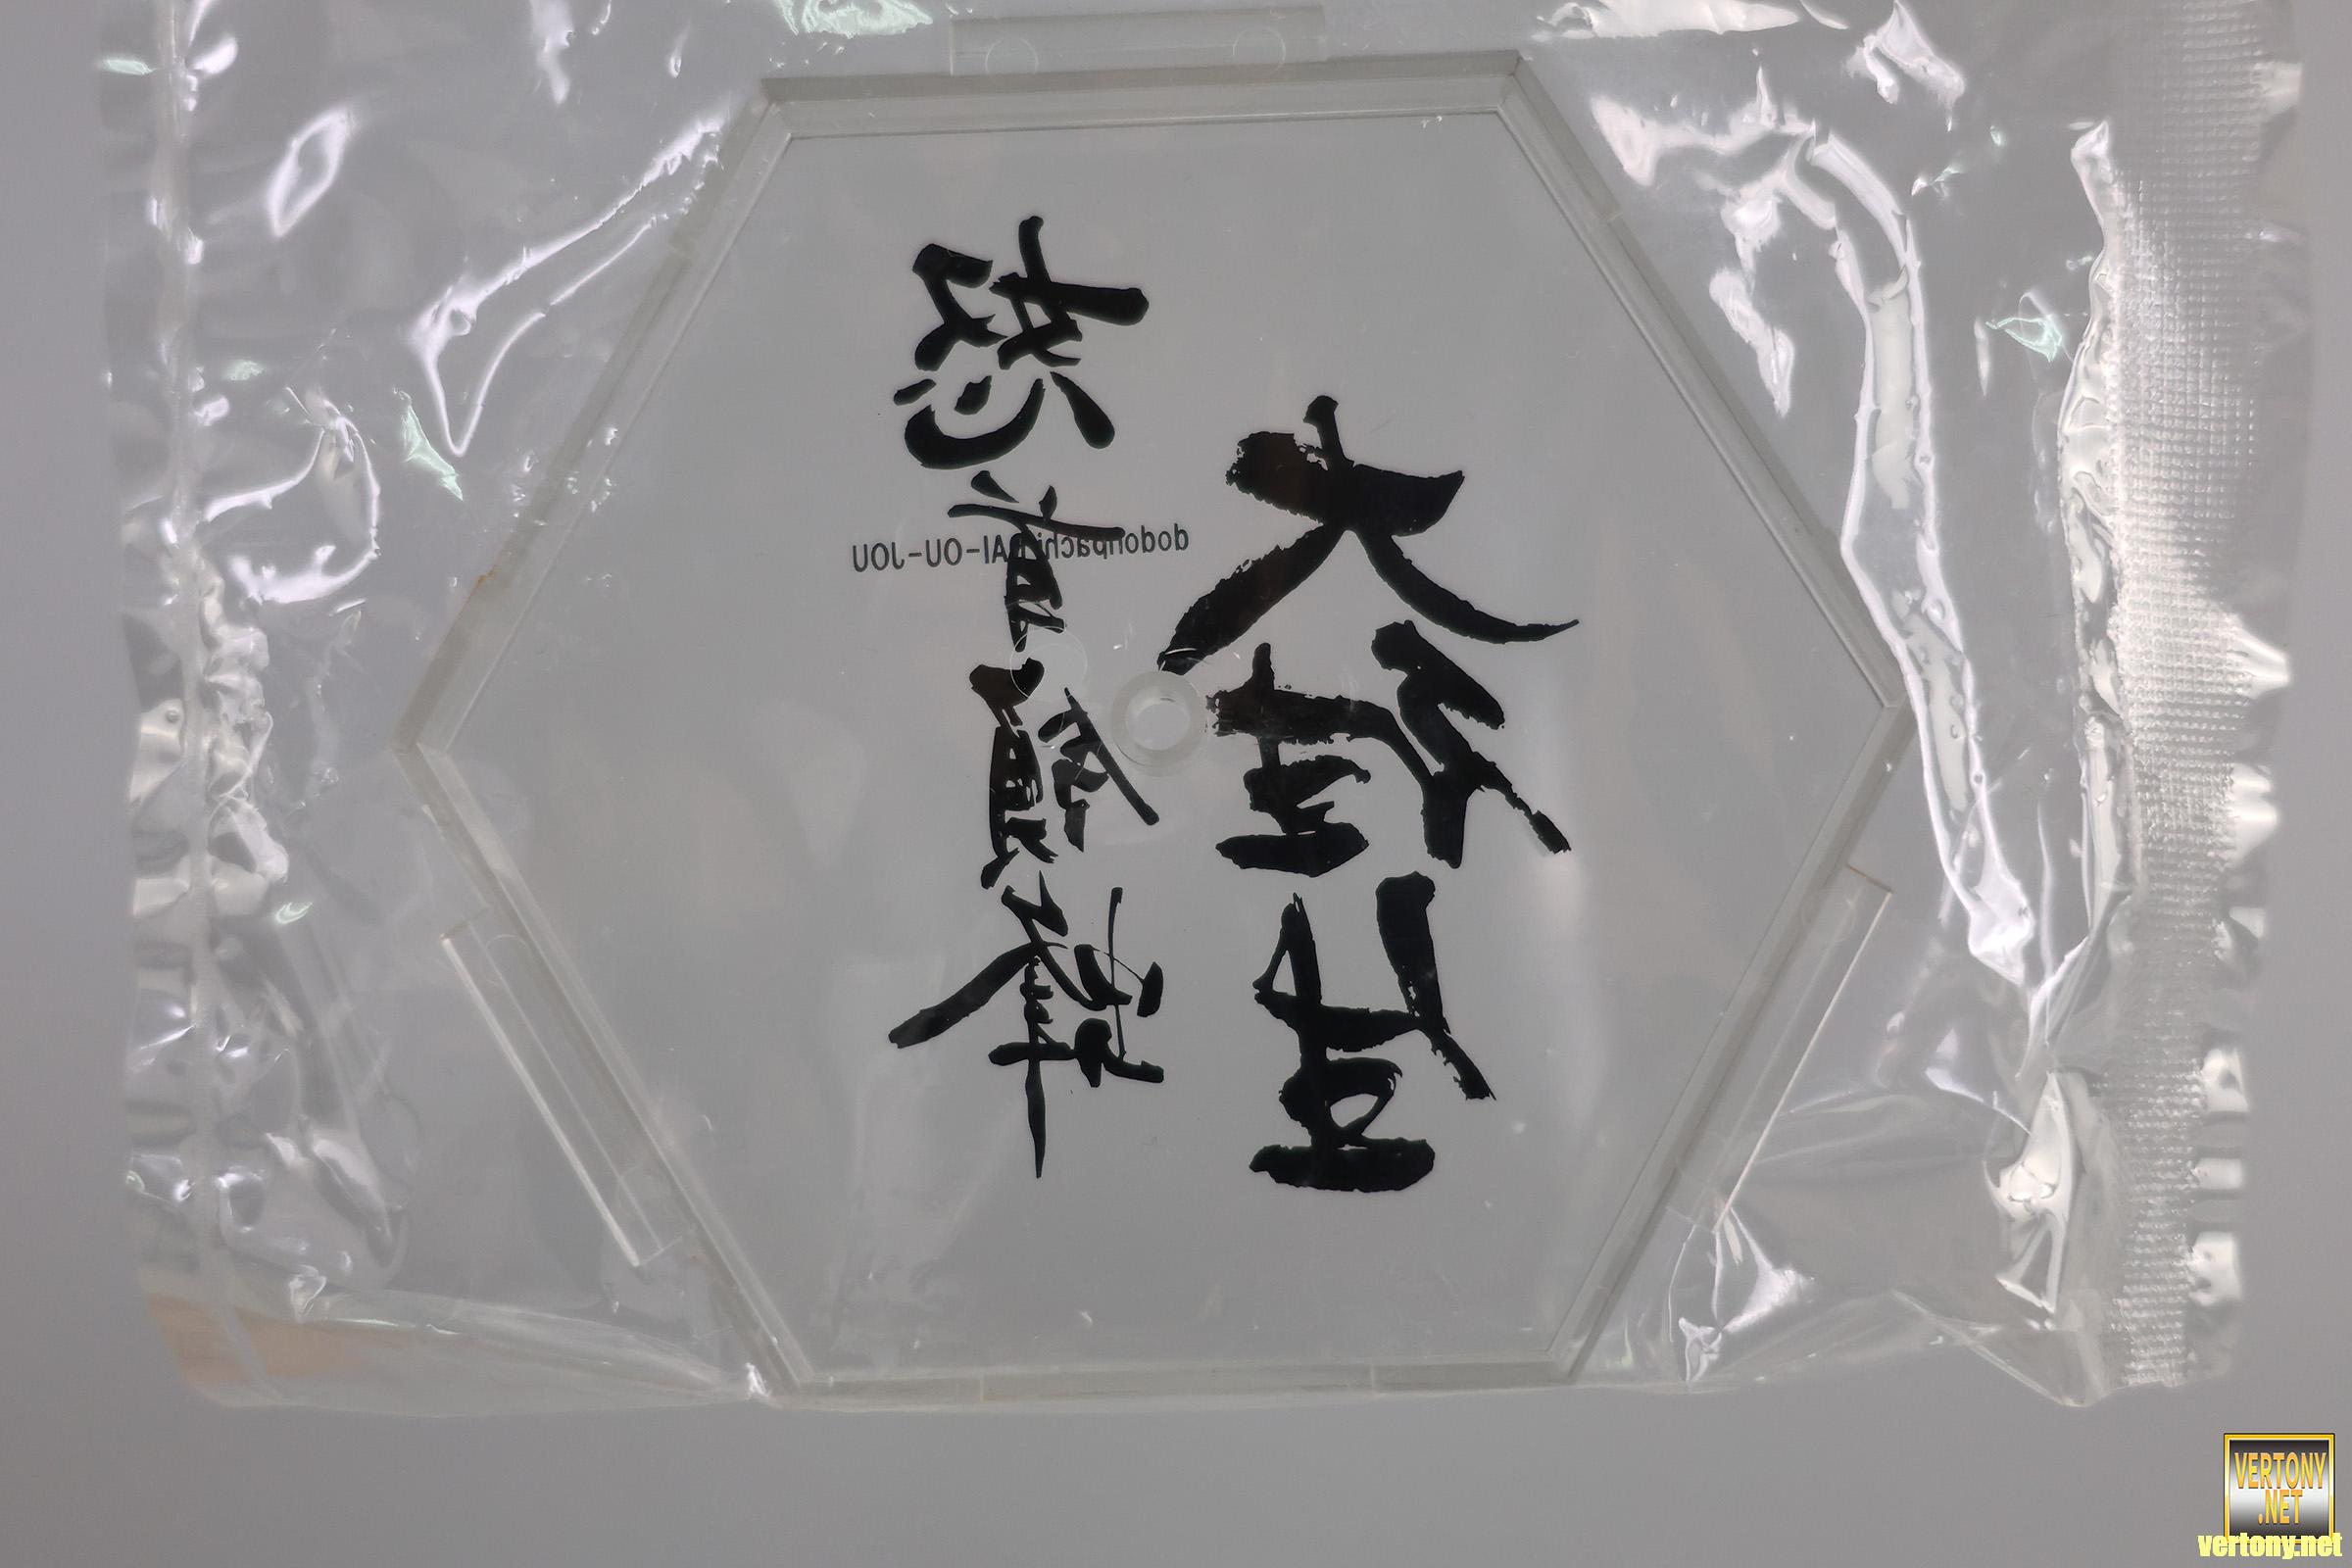 怒首領蜂
大往生
dodonpachi DAI-OU-JOU
VERTONY
.NET
vertony.net